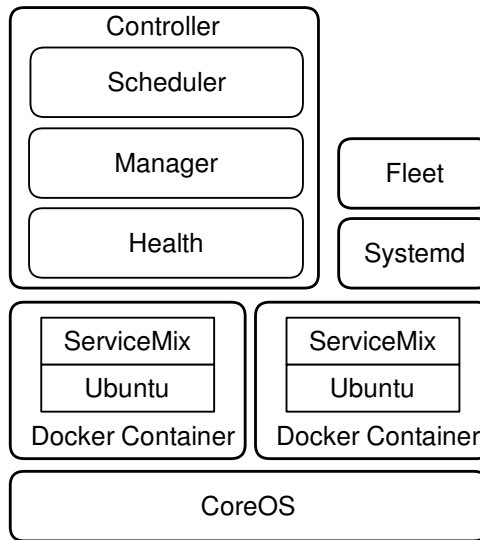 Controller
Scheduler
Manager
Health
Fleet
Systemd
ServiceMix
Ubuntu
Docker Container
ServiceMix
Ubuntu
Docker Container
CoreOS